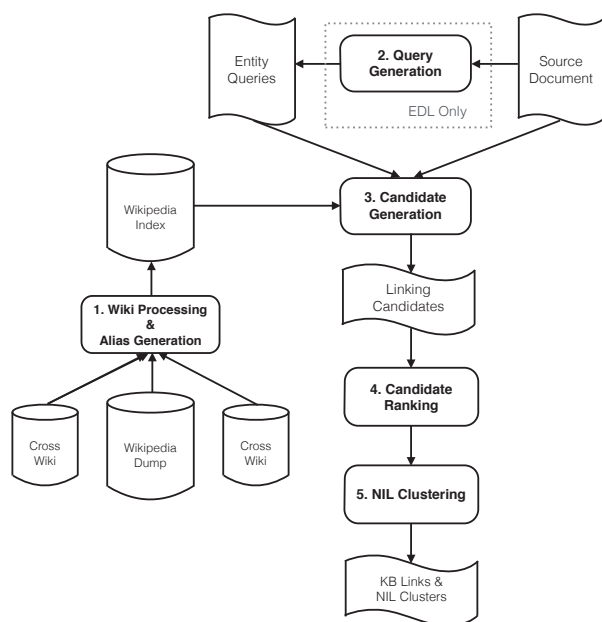 Entity
Queries
2. Query
Generation
EDL Only
Source
Document
3. Candidate
Generation
Wikipedia
Index
Linking
Candidates
1. Wiki Processing
&
Alias Generation
4. Candidate
Ranking
Cross
Wiki
Wikipedia
Dump
Cross
Wiki
5. NIL Clustering
KB Links &
NIL Clusters